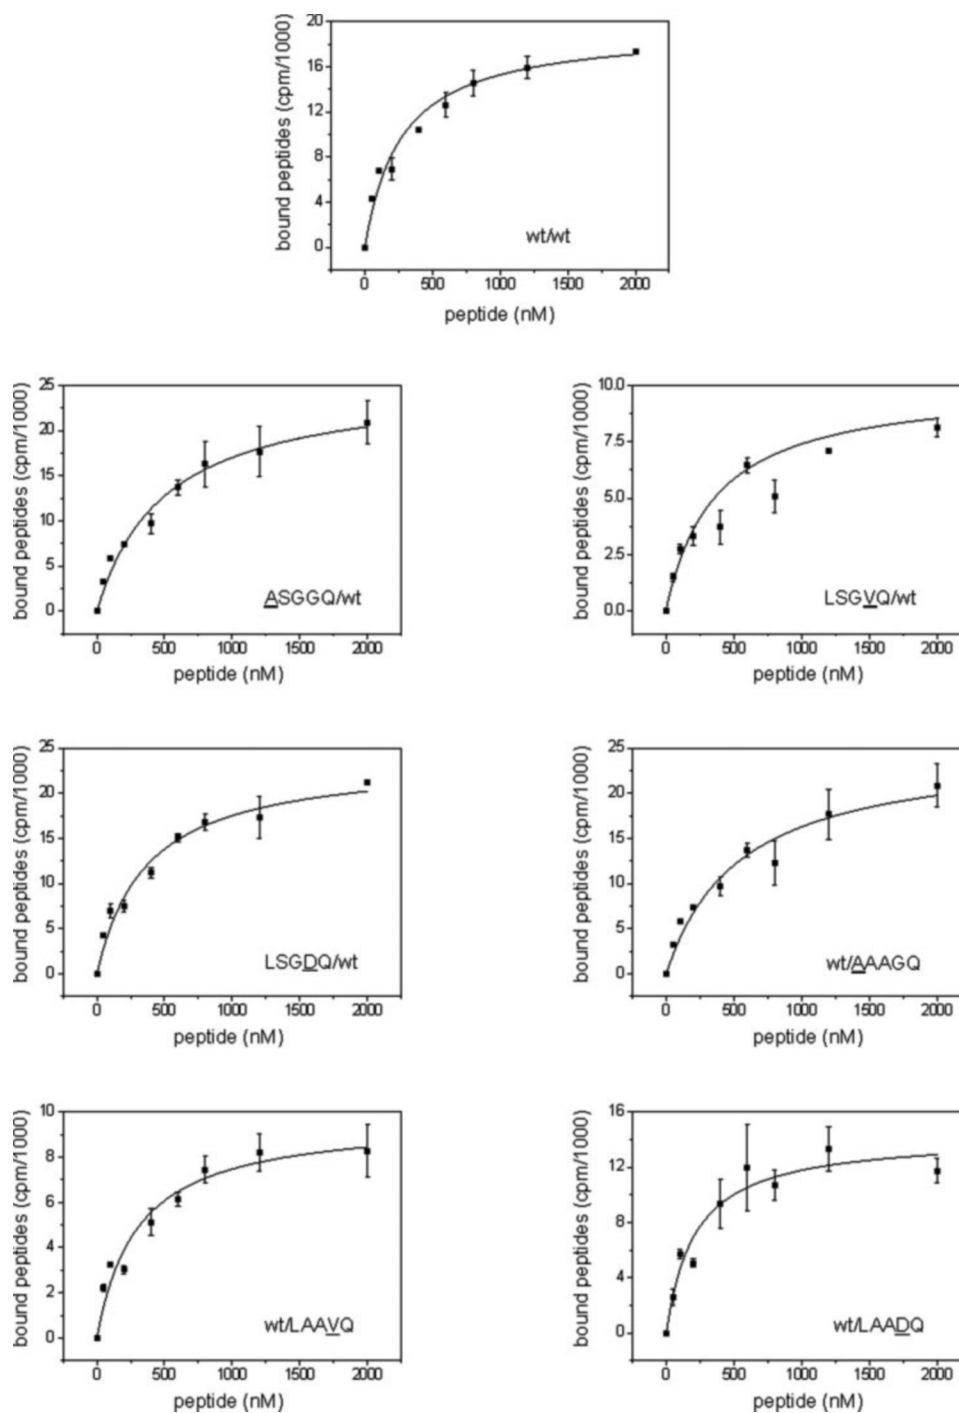 bound peptides (cpm/1000)
20
16
12
8
4
0
wt/wt
0 500 1000 1500 2000
peptide (nM)
bound peptides (cpm/1000)
25
20
15
10
5
0
ASGGQ/wt
0 500 1000 1500 2000
peptide (nM)
bound peptides (cpm/1000)
10.0
7.5
5.0
2.5
0.0
LSGVQ/wt
0 500 1000 1500 2000
peptide (nM)
bound peptides (cpm/1000)
25
20
15
10
5
0
LSGDQ/wt
0 500 1000 1500 2000
peptide (nM)
bound peptides (cpm/1000)
25
20
15
10
5
0
wt/AAAGQ
0 500 1000 1500 2000
peptide (nM)
bound peptides (cpm/1000)
10
8
6
4
2
0
wt/LAAVQ
0 500 1000 1500 2000
peptide (nM)
bound peptides (cpm/1000)
16
12
8
4
0
wt/LAADQ
0 500 1000 1500 2000
peptide (nM)